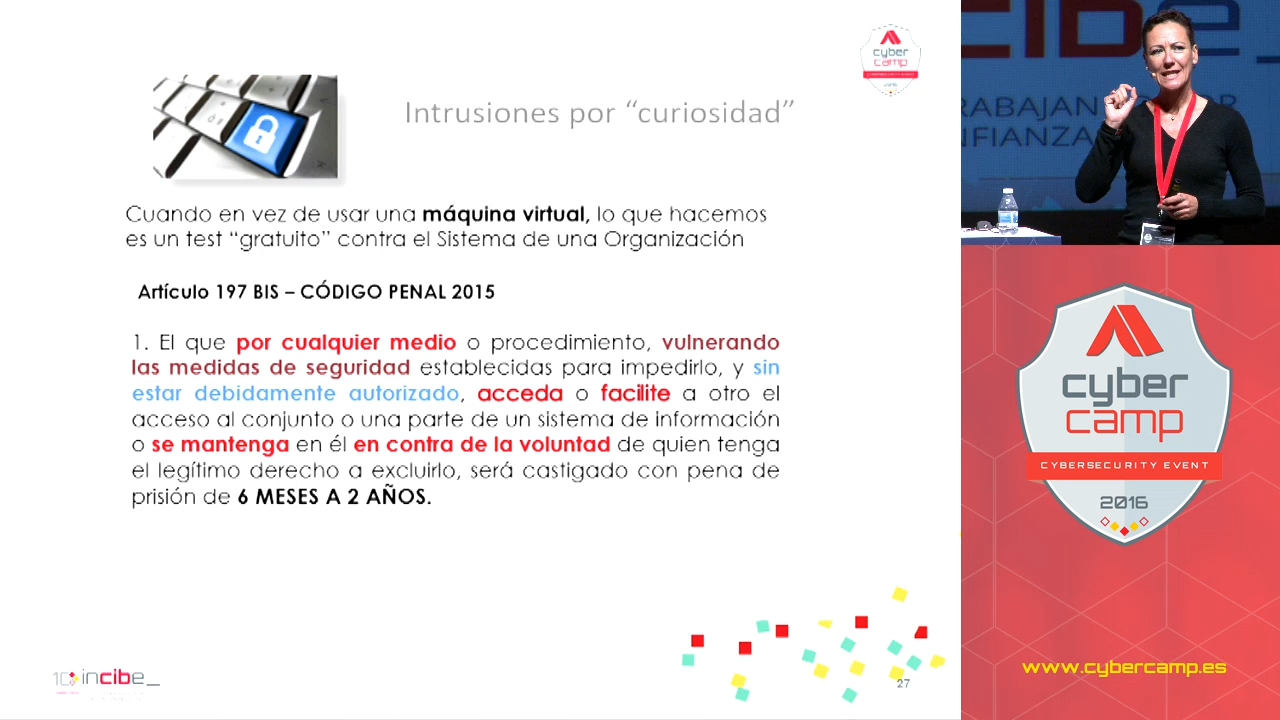 cyber
camp
CYBERSECURITY EVENT
Intrusiones por “curiosidad”
Cuando en vez de usar una máquina virtual, lo que hacemos
es un test “gratuito” contra el Sistema de una Organización
Artículo 197 BIS – CÓDIGO PENAL 2015
1. El que por cualquier medio o procedimiento, vulnerando
las medidas de seguridad establecidas para impedirlo, y sin
estar debidamente autorizado, acceda o facilite a otro el
acceso al conjunto o una parte de un sistema de información
o se mantenga en él en contra de la voluntad de quien tenga
el legítimo derecho a excluirlo, será castigado con pena de
prisión de 6 MESES A 2 AÑOS.
10 incibe_
27
cyber
camp
CYBERSECURITY EVENT
2016
www.cybercamp.es